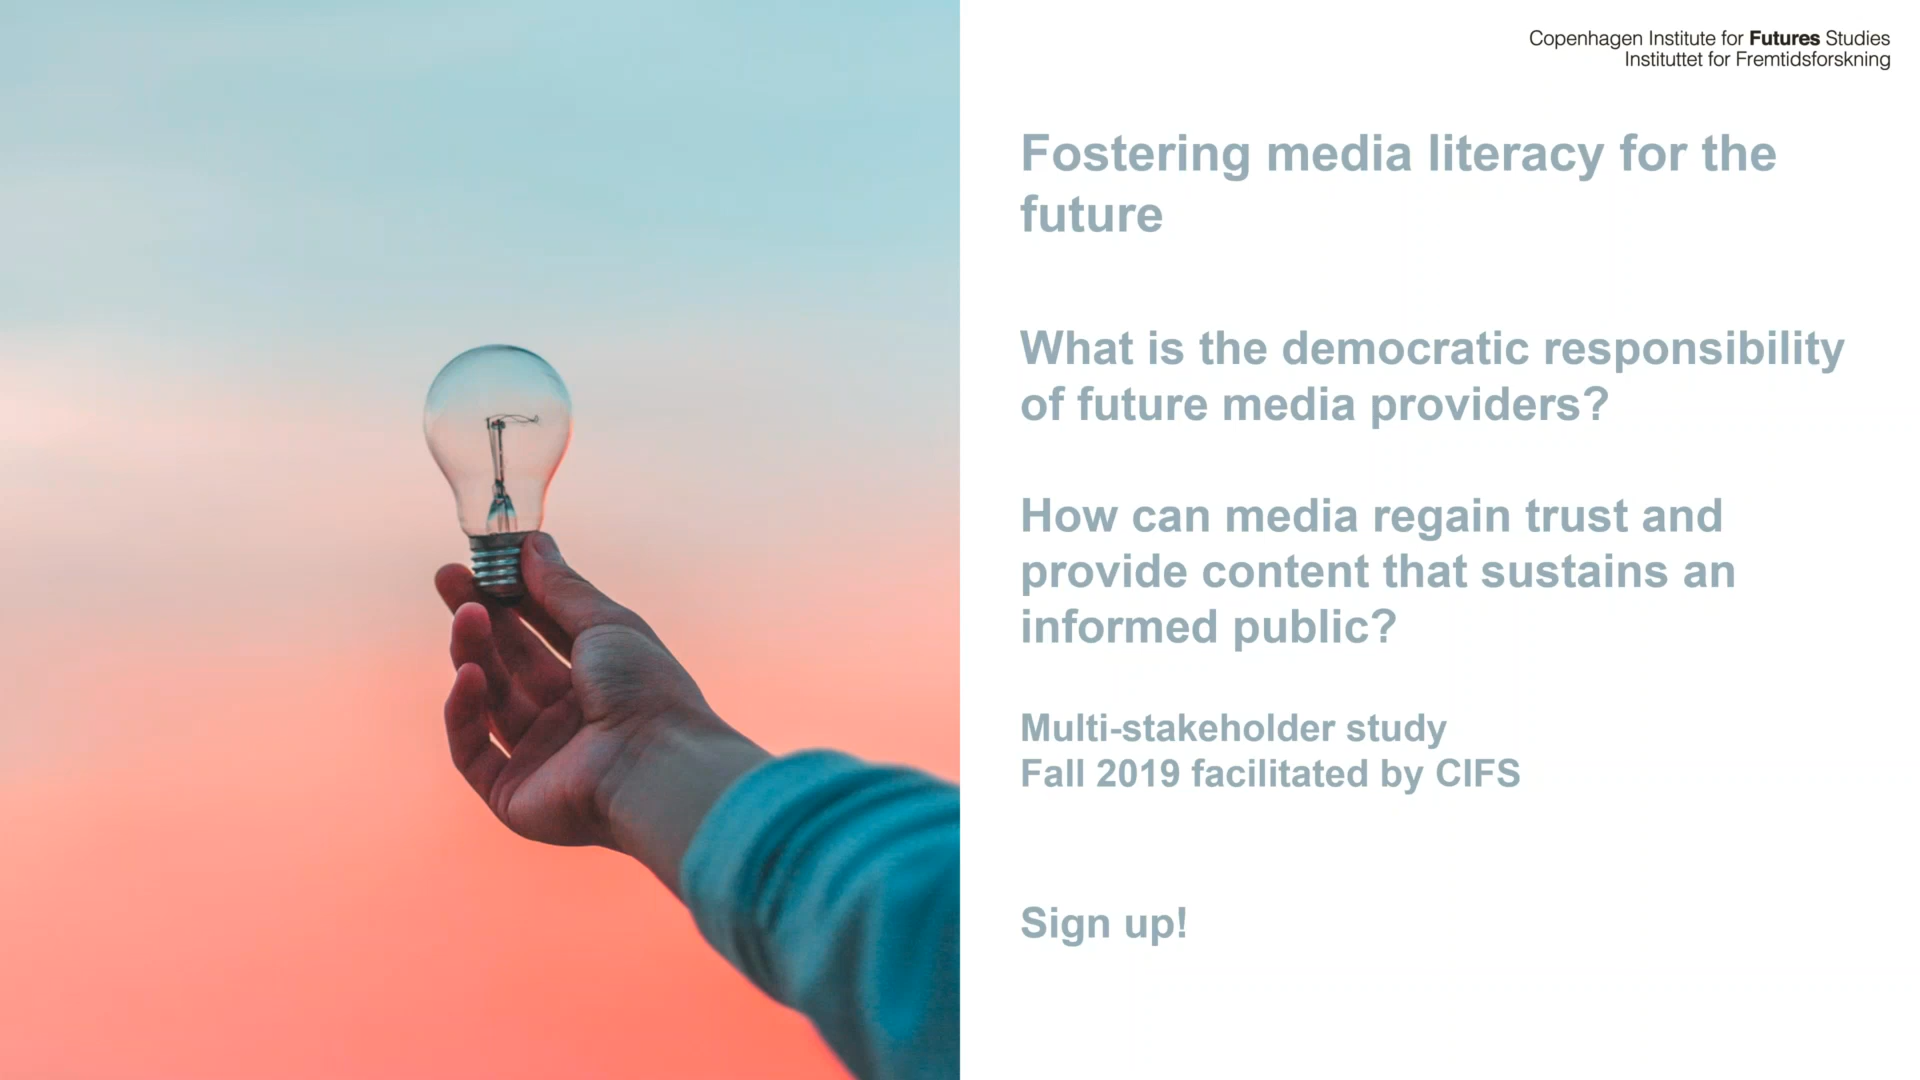 Copenhagen Institute for Futures Studies
Instituttet for Fremtidsforskning
Fostering media literacy for the
future
What is the democratic responsibility
of future media providers?
How can media regain trust and
provide content that sustains an
informed public?
Multi-stakeholder study
Fall 2019 facilitated by CIFS
Sign up!